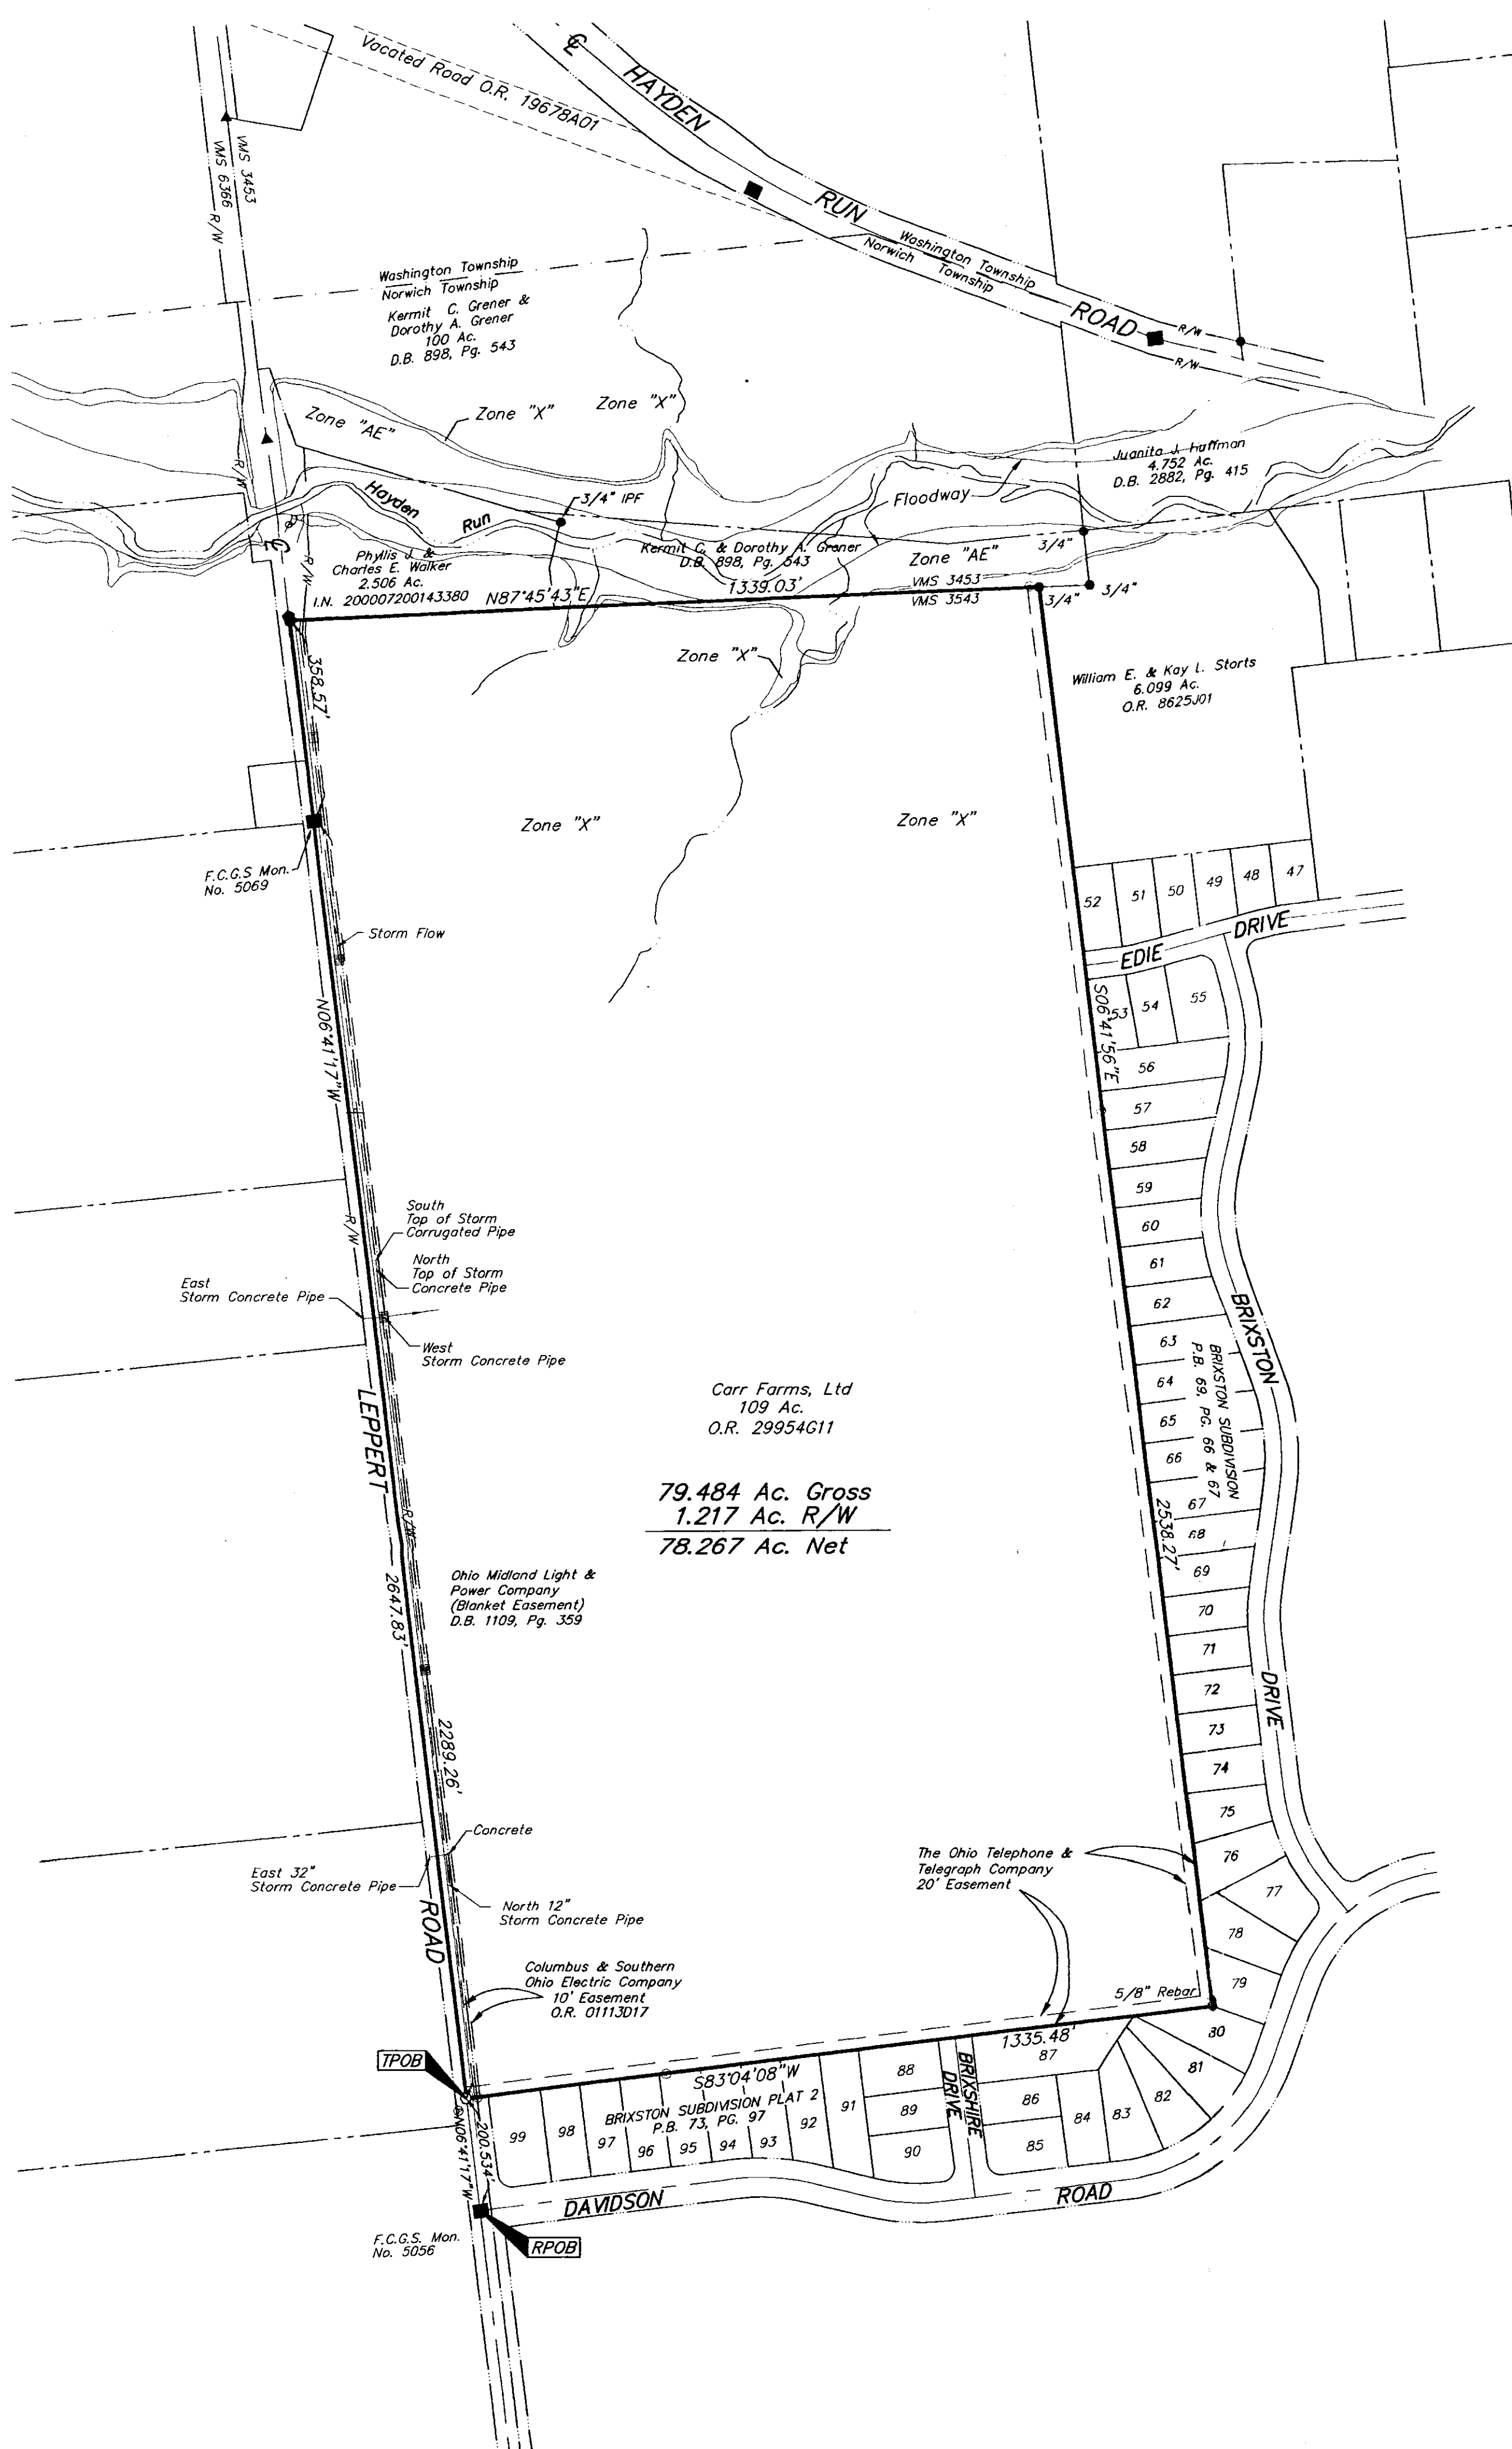 Vacated Road O.R. 19678A01
℄
HAYDEN
RUN
ROAD
VMS 3453
VMS 6366
R/W
Washington Township
Norwich Township
Washington Township
Norwich Township
R/W
R/W
Kermit C. Grener &
Dorothy A. Grener
100 Ac.
D.B. 898, Pg. 543
Zone "AE"
Zone "X"
Zone "X"
Juanita J. Huffman
4.752 Ac.
D.B. 2882, Pg. 415
R/W
Hayden
Run
3/4" IPF
Floodway
℄
R/W
Phyllis J. &
Charles E. Walker
2.506 Ac.
I.N. 200007200143380
Kermit C. & Dorothy A. Grener
D.B. 898, Pg. 543
Zone "AE"
3/4"
N87°45'43"E
1339.03'
VMS 3453
VMS 3543
3/4"
3/4"
358.57'
Zone "X"
William E. & Kay L. Storts
6.099 Ac.
O.R. 8625J01
Zone "X"
Zone "X"
F.C.G.S Mon.
No. 5069
Storm Flow
52
51
50
49
48
47
EDIE
DRIVE
N06°41'17"W
S06°41'56"E
53
54
55
56
57
58
59
60
61
62
63
64
65
66
67
68
69
70
71
72
73
74
75
76
77
78
79
BRIXSTON
DRIVE
BRIXSTON SUBDIVISION
P.B. 69, PG. 66 & 67
2538.27'
R/W
South
Top of Storm
Corrugated Pipe
North
Top of Storm
Concrete Pipe
East
Storm Concrete Pipe
West
Storm Concrete Pipe
LEPPERT
R/W
2647.83'
Carr Farms, Ltd
109 Ac.
O.R. 29954G11
79.484 Ac. Gross
1.217 Ac. R/W
78.267 Ac. Net
Ohio Midland Light &
Power Company
(Blanket Easement)
D.B. 1109, Pg. 359
2289.26'
Concrete
East 32"
Storm Concrete Pipe
North 12"
Storm Concrete Pipe
ROAD
The Ohio Telephone &
Telegraph Company
20' Easement
Columbus & Southern
Ohio Electric Company
10' Easement
O.R. 01113D17
5/8" Rebar
TPOB
S83°04'08"W
1335.48'
BRIXSTON SUBDIVISION PLAT 2
P.B. 73, PG. 97
N06°41'17"W
200.534'
99
98
97
96
95
94
93
92
91
88
89
90
BRIXSHIRE
DRIVE
87
86
85
84
83
82
81
80
DAVIDSON
ROAD
F.C.G.S. Mon.
No. 5056
RPOB